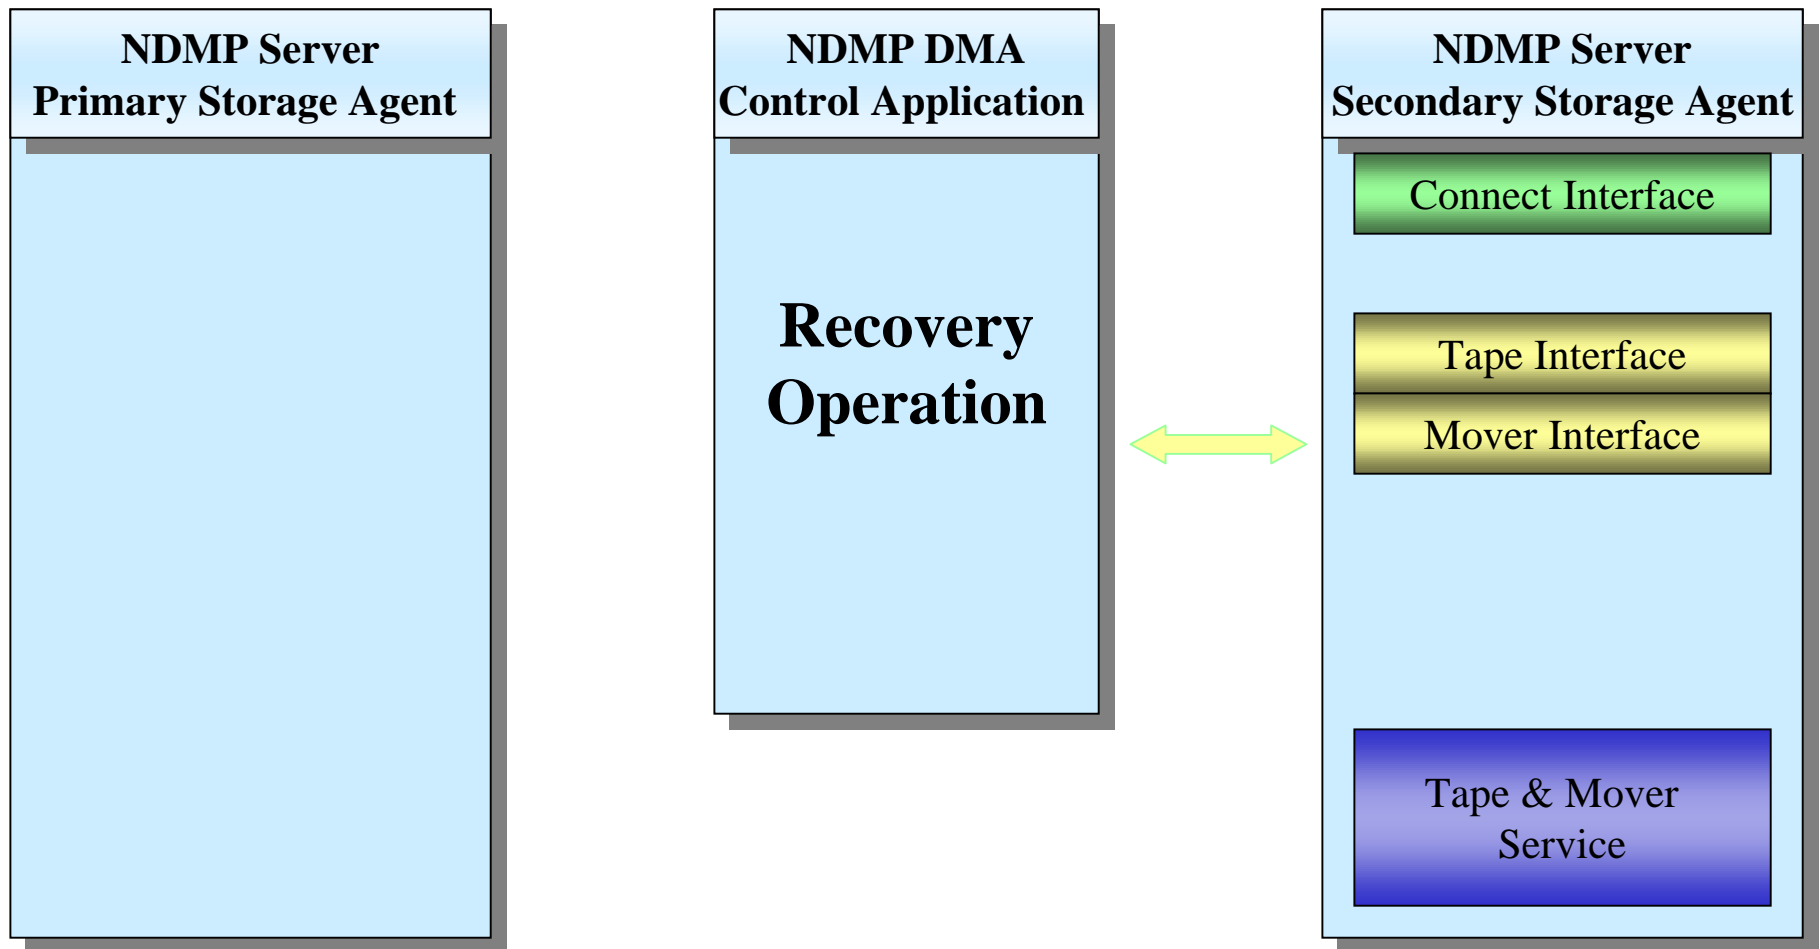 NDMP Server
Primary Storage Agent
NDMP DMA
Control Application
Recovery
Operation
NDMP Server
Secondary Storage Agent
Connect Interface
Tape Interface
Mover Interface
Tape & Mover
Service